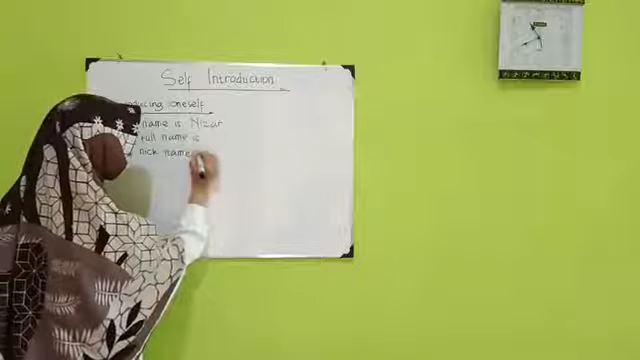 Self Introduction
oneself
name is Nizar
full name is
nick name